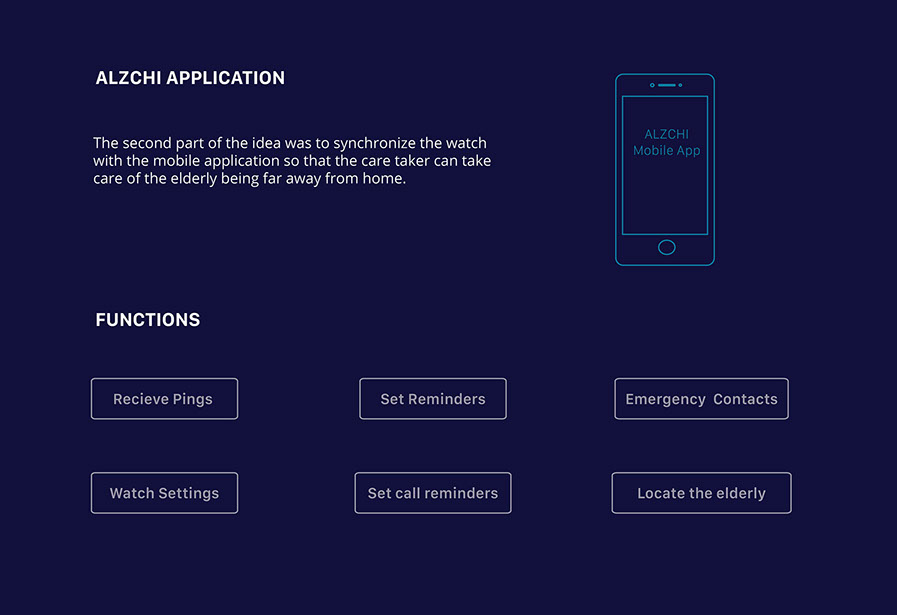 ALZCHI APPLICATION
The second part of the idea was to synchronize the watch
with the mobile application so that the care taker can take
care of the elderly being far away from home.
ALZCHI
Mobile App
FUNCTIONS
Recieve Pings
Set Reminders
Emergency  Contacts
Watch Settings
Set call reminders
Locate the elderly